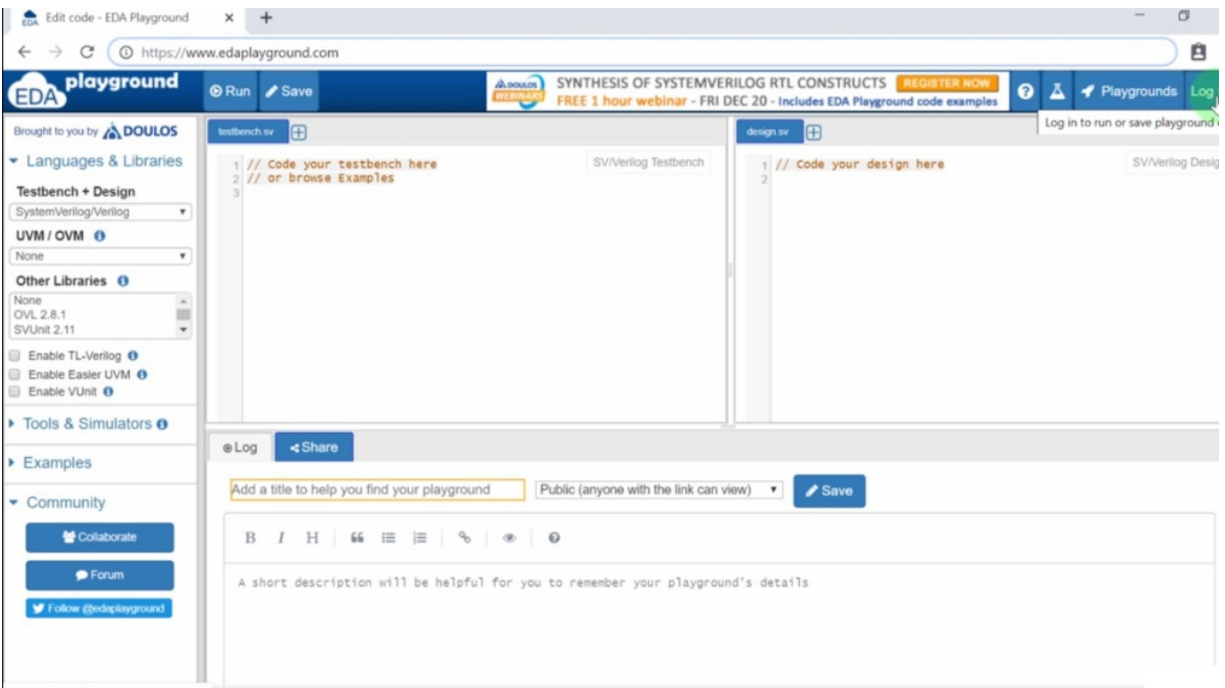 Edit code - EDA Playground
https://www.edaplayground.com
EDA playground
Run
Save
DOULOS WEBINARS
SYNTHESIS OF SYSTEMVERILOG RTL CONSTRUCTS REGISTER NOW
FREE 1 hour webinar - FRI DEC 20 - Includes EDA Playground code examples
Playgrounds
Log
Log in to run or save playground
Brought to you by DOULOS
Languages & Libraries
Testbench + Design
SystemVerilog/Verilog
UVM / OVM
None
Other Libraries
None
OVL 2.8.1
SVUnit 2.11
Enable TL-Verilog
Enable Easier UVM
Enable VUnit
Tools & Simulators
Examples
Community
Collaborate
Forum
Follow @edaplayground
testbench.sv
SV/Verilog Testbench
1 // Code your testbench here
2 // or browse Examples
3
design.sv
SV/Verilog Desig
1 // Code your design here
2
Log
Share
Add a title to help you find your playground
Public (anyone with the link can view)
Save
B I H
A short description will be helpful for you to remember your playground's details